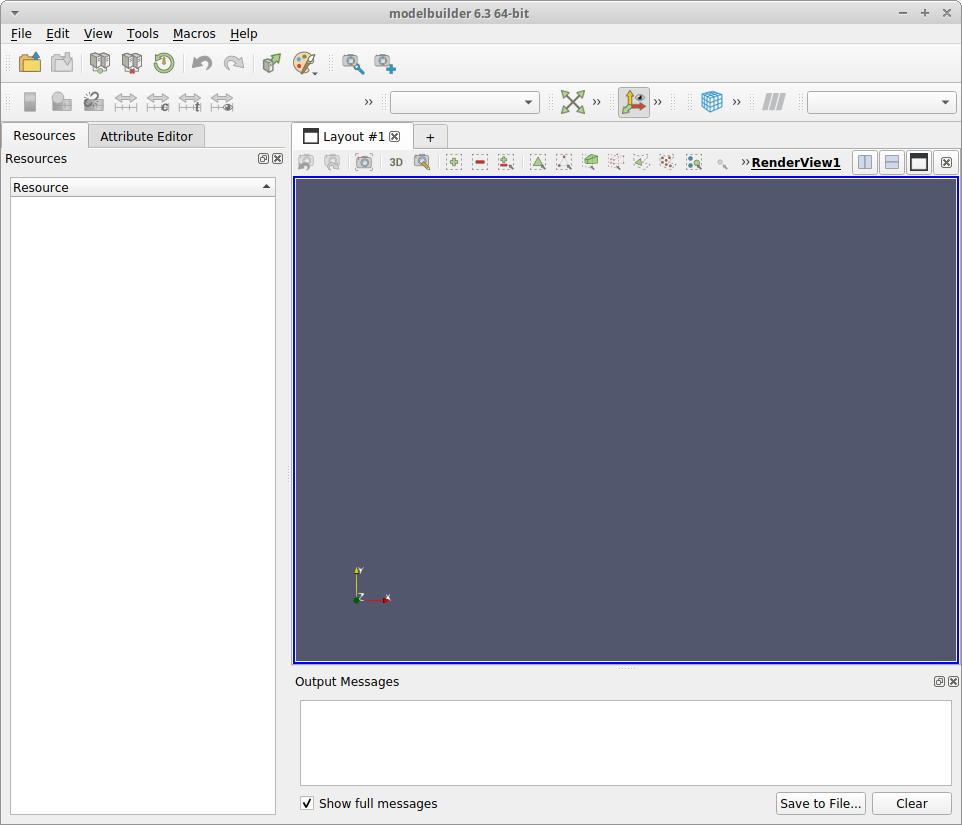 modelbuilder 6.3 64-bit
File Edit View Tools Macros Help
Resources Attribute Editor
Layout #1 +
Resources
3D
RenderView1
Resource
Y
Z X
Output Messages
Show full messages
Save to File... Clear